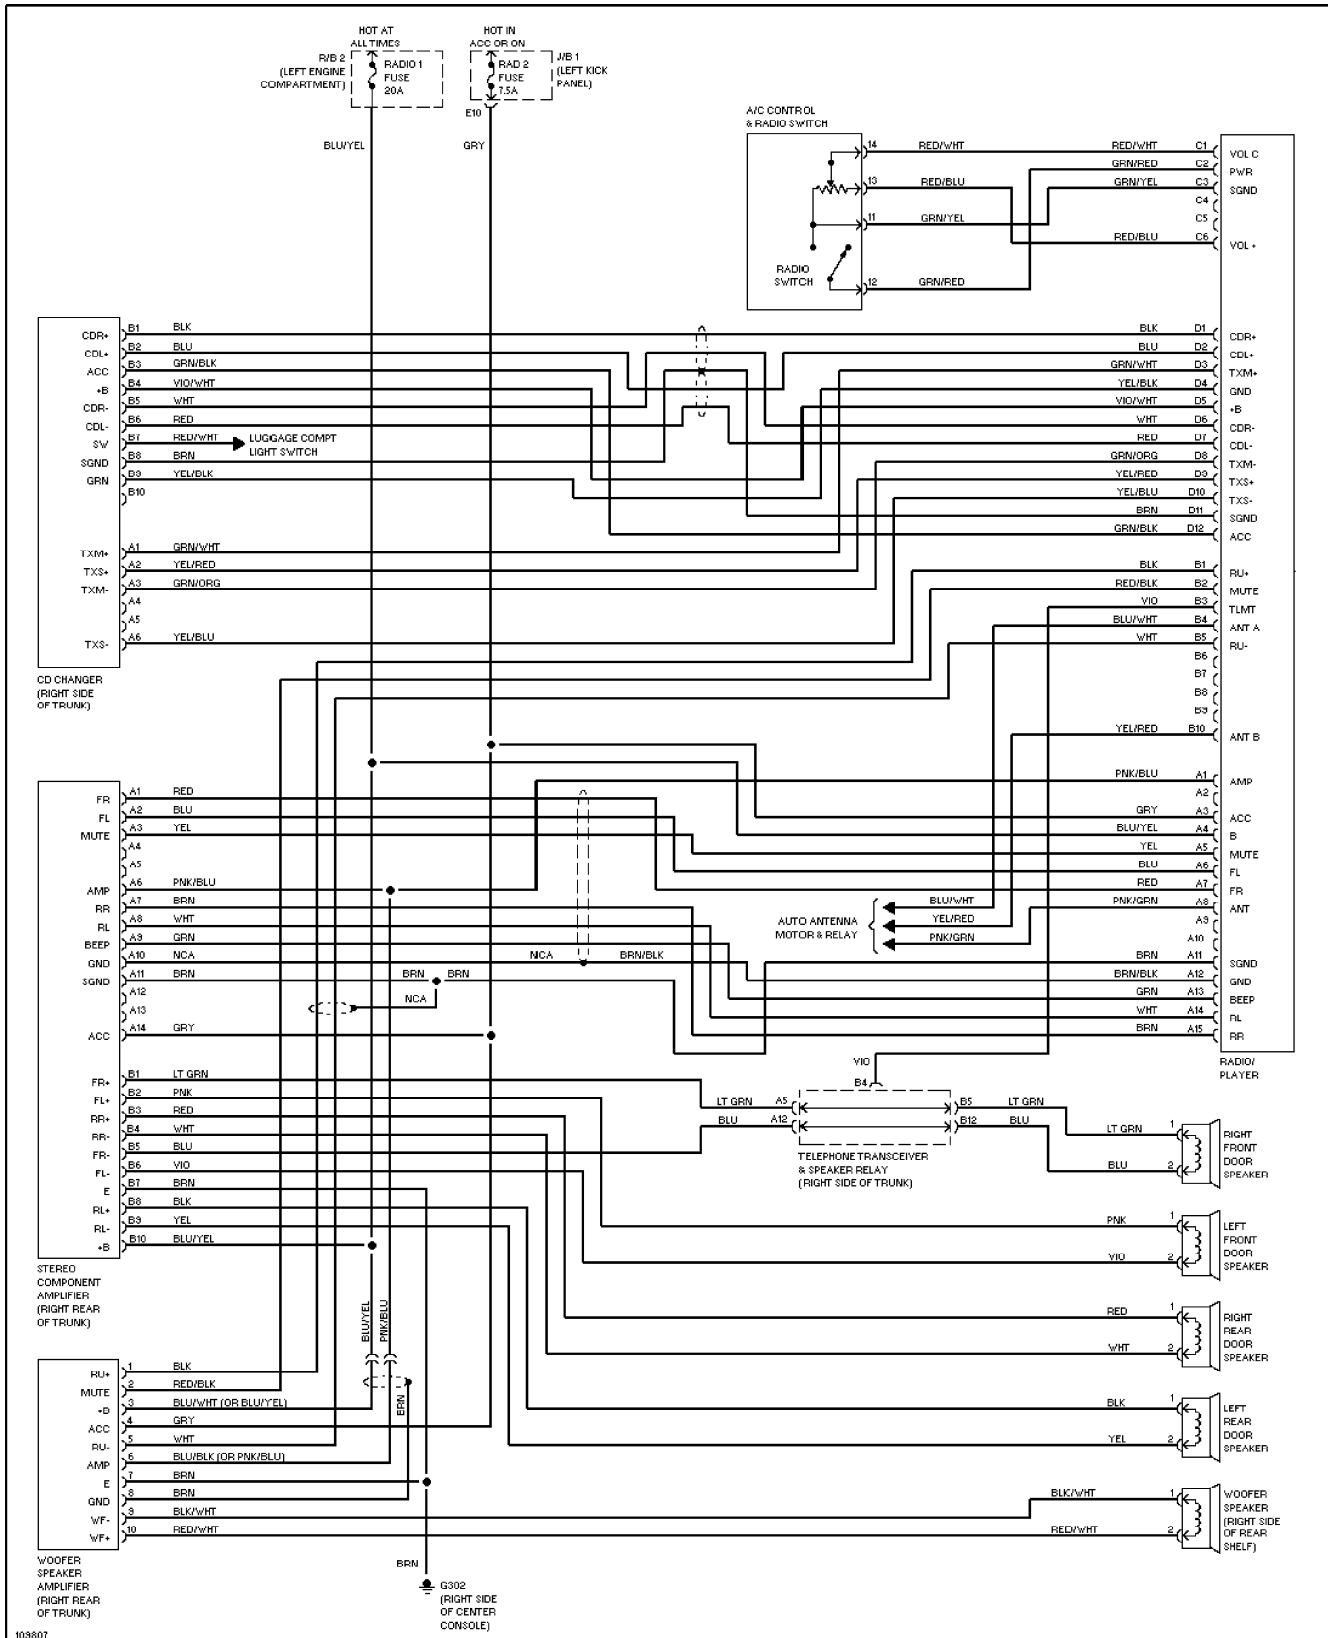 HOT AT
ALL TIMES
HOT IN
ACC OR ON
R/B 2
(LEFT ENGINE
COMPARTMENT)
RADIO 1
FUSE
20A
RAD 2
FUSE
7.5A
J/B 1
(LEFT KICK
PANEL)
E10
BLU/YEL
GRY
A/C CONTROL
& RADIO SWITCH
RADIO
SWITCH
14 RED/WHT RED/WHT C1 VOL C
GRN/RED C2 PWR
13 RED/BLU GRN/YEL C3 SGND
C4
11 GRN/YEL C5
RED/BLU C6 VOL +
12 GRN/RED
CDR+ B1 BLK BLK D1 CDR+
CDL+ B2 BLU BLU D2 CDL+
ACC B3 GRN/BLK GRN/WHT D3 TXM+
+B B4 VIO/WHT YEL/BLK D4 GND
CDR- B5 WHT VIO/WHT D5 +B
CDL- B6 RED WHT D6 CDR-
SW B7 RED/WHT LUGGAGE COMPT RED D7 CDL-
LIGHT SWITCH
SGND B8 BRN GRN/ORG D8 TXM-
GRN B9 YEL/BLK YEL/RED D9 TXS+
B10 YEL/BLU D10 TXS-
BRN D11 SGND
GRN/BLK D12 ACC
TXM+ A1 GRN/WHT
TXS+ A2 YEL/RED BLK B1 RU+
TXM- A3 GRN/ORG RED/BLK B2 MUTE
A4 VIO B3 TLMT
A5 BLU/WHT B4 ANT A
TXS- A6 YEL/BLU WHT B5 RU-
B6
B7
B8
B9
YEL/RED B10 ANT B
CD CHANGER
(RIGHT SIDE
OF TRUNK)
PNK/BLU A1 AMP
FR A1 RED A2
FL A2 BLU GRY A3 ACC
MUTE A3 YEL BLU/YEL A4 B
A4 YEL A5 MUTE
A5 BLU A6 FL
AMP A6 PNK/BLU RED A7 FR
RR A7 BRN BLU/WHT PNK/GRN A8 ANT
RL A8 WHT AUTO ANTENNA YEL/RED A9
MOTOR & RELAY
BEEP A9 GRN PNK/GRN A10
GND A10 NCA NCA BRN/BLK BRN A11 SGND
SGND A11 BRN BRN BRN BRN/BLK A12 GND
A12 NCA GRN A13 BEEP
A13 WHT A14 RL
ACC A14 GRY BRN A15 RR
RADIO/
PLAYER
VIO
B4
FR+ B1 LT GRN
FL+ B2 PNK LT GRN A5 B5 LT GRN
RR+ B3 RED BLU A12 B12 BLU
RR- B4 WHT
FR- B5 BLU
FL- B6 VIO
E B7 BRN
RL+ B8 BLK
RL- B9 YEL
+B B10 BLU/YEL
TELEPHONE TRANSCEIVER
& SPEAKER RELAY
(RIGHT SIDE OF TRUNK)
LT GRN 1
BLU 2
RIGHT
FRONT
DOOR
SPEAKER
PNK 1
VIO 2
LEFT
FRONT
DOOR
SPEAKER
STEREO
COMPONENT
AMPLIFIER
(RIGHT REAR
OF TRUNK)
BLU/YEL
PNK/BLU
RED 1
WHT 2
RIGHT
REAR
DOOR
SPEAKER
RU+ 1 BLK
MUTE 2 RED/BLK
+D 3 BLU/WHT (OR BLU/YEL)
ACC 4 GRY
RU- 5 WHT
AMP 6 BLU/BLK (OR PNK/BLU)
E 7 BRN
GND 8 BRN
WF- 9 BLK/WHT
WF+ 10 RED/WHT
BRN
BLK 1
YEL 2
LEFT
REAR
DOOR
SPEAKER
BLK/WHT 1
RED/WHT 2
WOOFER
SPEAKER
(RIGHT SIDE
OF REAR
SHELF)
WOOFER
SPEAKER
AMPLIFIER
(RIGHT REAR
OF TRUNK)
BRN
G302
(RIGHT SIDE
OF CENTER
CONSOLE)
109807